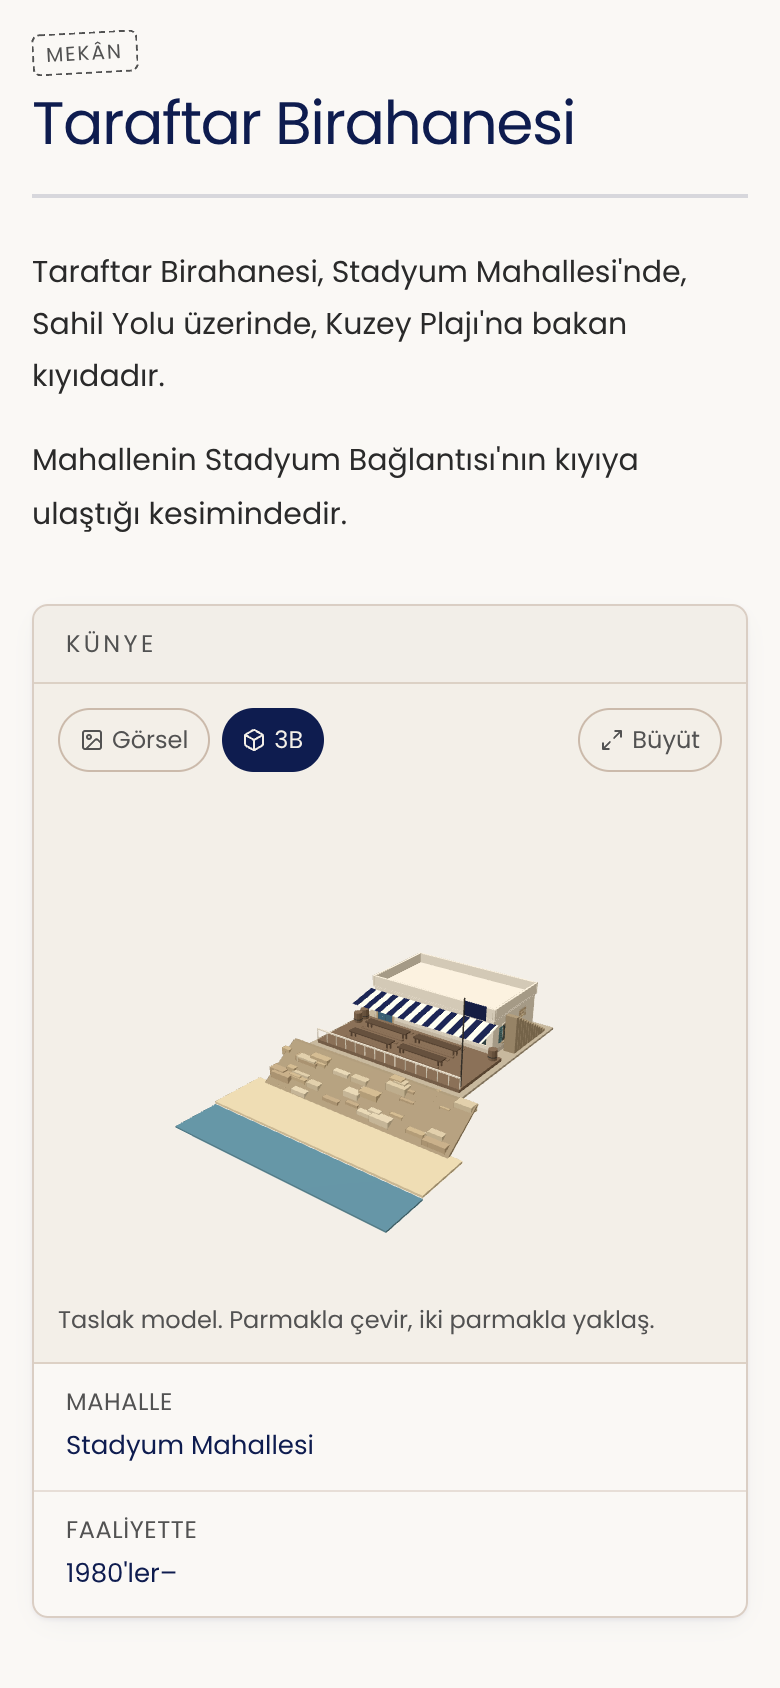 MEKÂN
Taraftar Birahanesi
Taraftar Birahanesi, Stadyum Mahallesi'nde,
Sahil Yolu üzerinde, Kuzey Plajı'na bakan
kıyıdadır.
Mahallenin Stadyum Bağlantısı'nın kıyıya
ulaştığı kesimindedir.
KÜNYE
Görsel
3B
Büyüt
Taslak model. Parmakla çevir, iki parmakla yaklaş.
MAHALLE
Stadyum Mahallesi
FAALİYETTE
1980'ler–